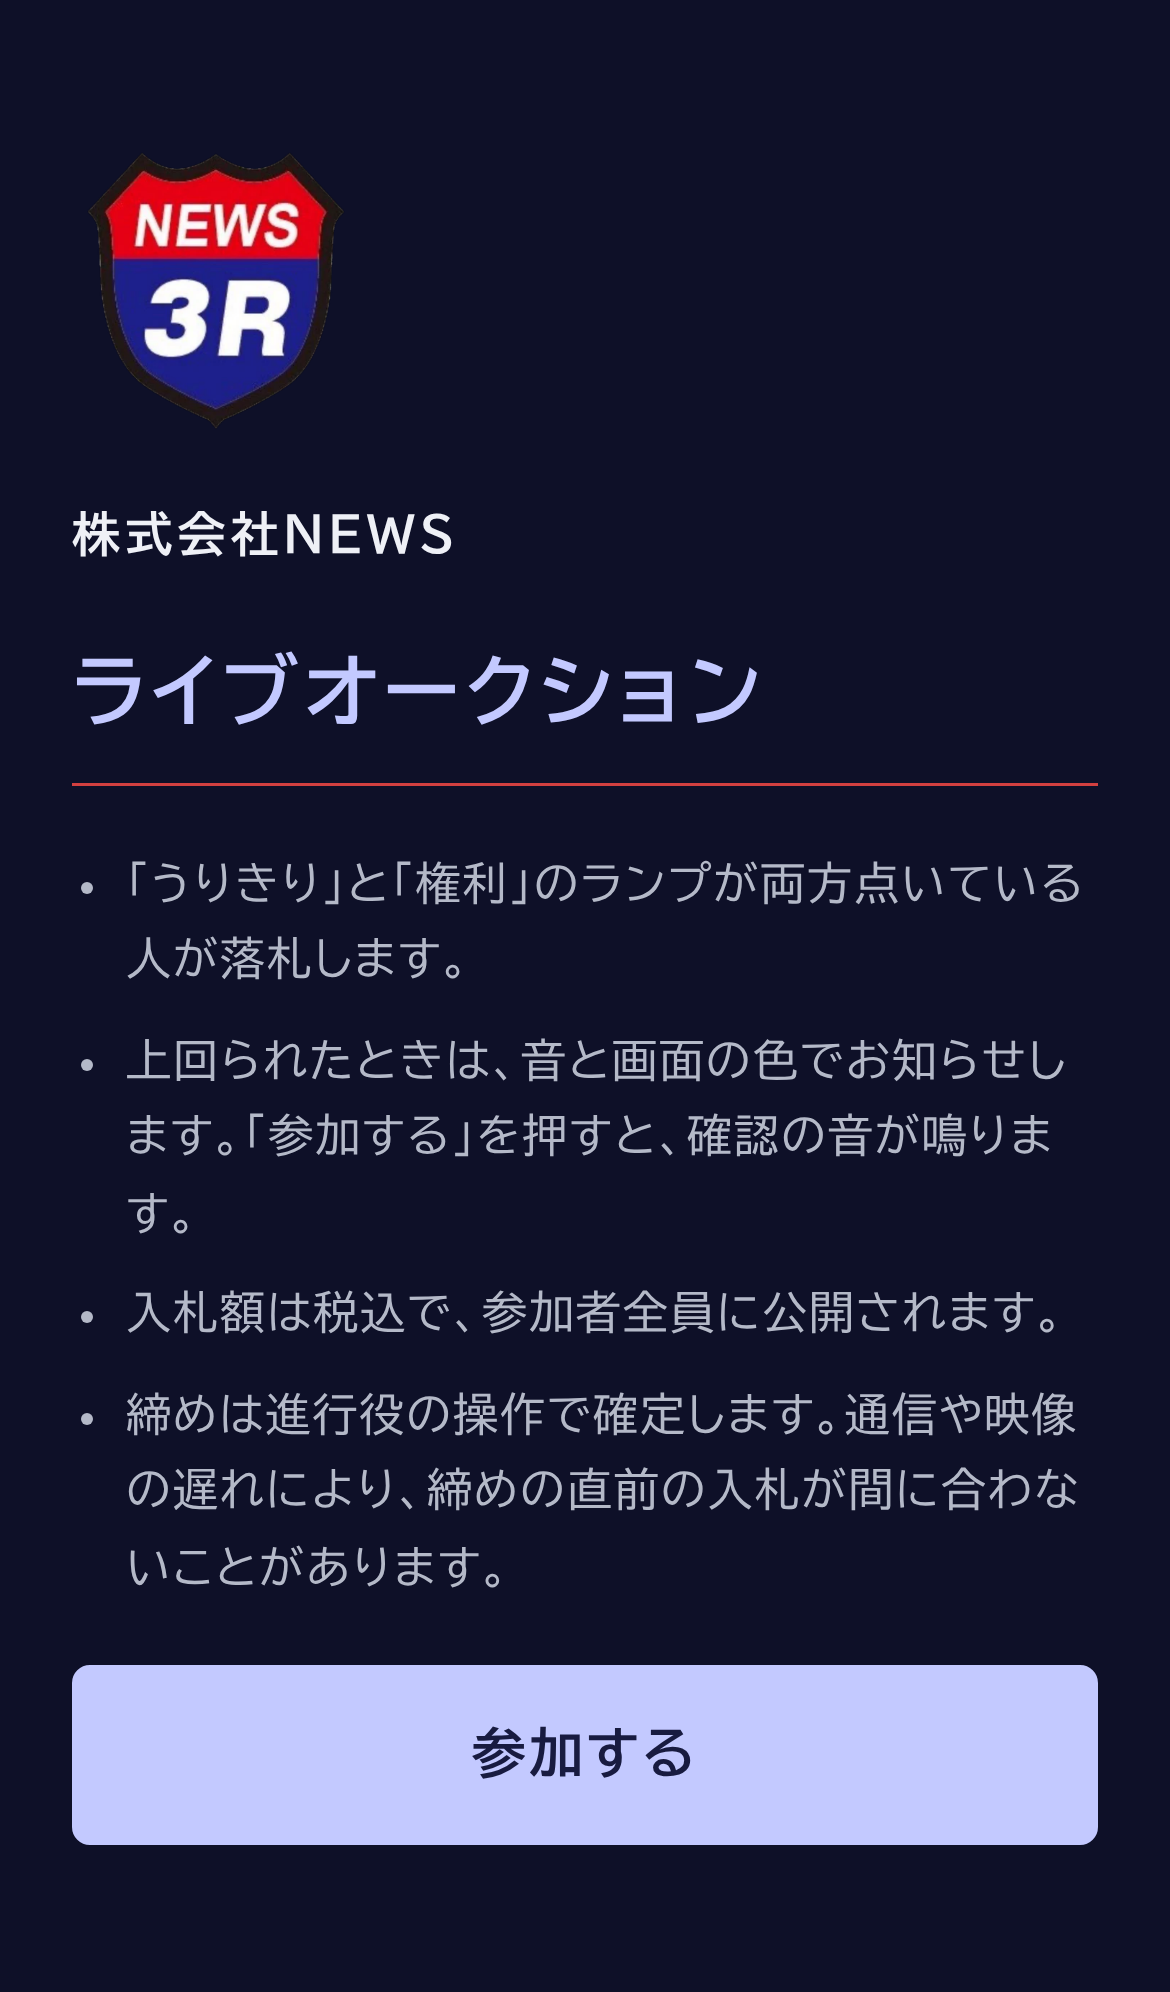 NEWS
3R
株式会社NEWS
ライブオークション
• 「うりきり」と「権利」のランプが両方点いている
人が落札します。
• 上回られたときは、音と画面の色でお知らせし
ます。「参加する」を押すと、確認の音が鳴りま
す。
• 入札額は税込で、参加者全員に公開されます。
• 締めは進行役の操作で確定します。通信や映像
の遅れにより、締めの直前の入札が間に合わな
いことがあります。
参加する